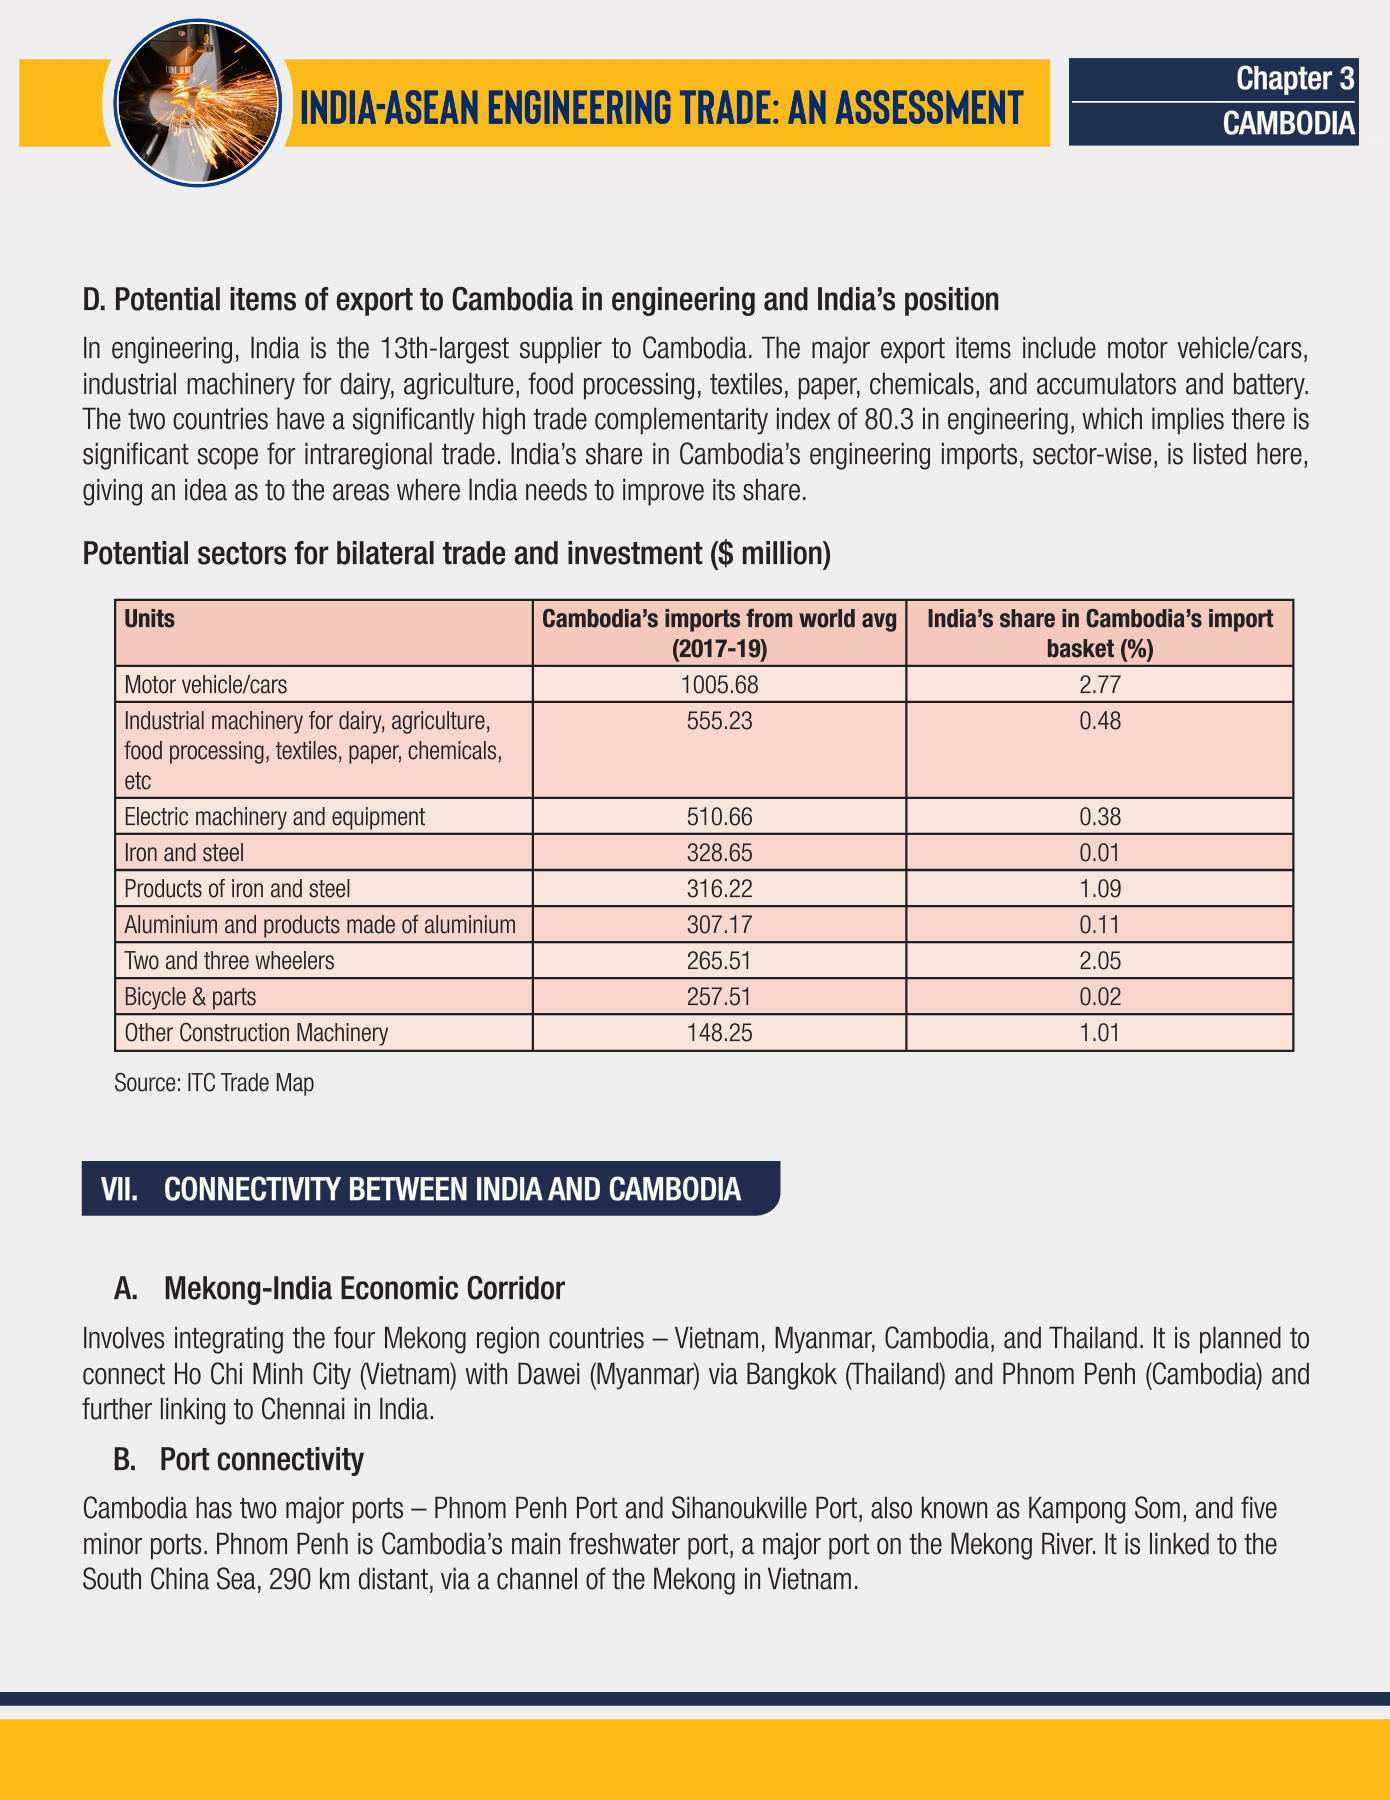 INDIA-ASEAN ENGINEERING TRADE: AN ASSESSMENT
Chapter 3
CAMBODIA
D. Potential items of export to Cambodia in engineering and India’s position
In engineering, India is the 13th-largest supplier to Cambodia. The major export items include motor vehicle/cars,
industrial machinery for dairy, agriculture, food processing, textiles, paper, chemicals, and accumulators and battery.
The two countries have a significantly high trade complementarity index of 80.3 in engineering, which implies there is
significant scope for intraregional trade. India’s share in Cambodia’s engineering imports, sector-wise, is listed here,
giving an idea as to the areas where India needs to improve its share.
Potential sectors for bilateral trade and investment ($ million)
Units Cambodia’s imports from world avg (2017-19) India’s share in Cambodia’s import basket (%)
Motor vehicle/cars 1005.68 2.77
Industrial machinery for dairy, agriculture, 555.23 0.48
food processing, textiles, paper, chemicals,
etc
Electric machinery and equipment 510.66 0.38
Iron and steel 328.65 0.01
Products of iron and steel 316.22 1.09
Aluminium and products made of aluminium 307.17 0.11
Two and three wheelers 265.51 2.05
Bicycle & parts 257.51 0.02
Other Construction Machinery 148.25 1.01
Source: ITC Trade Map
VII. CONNECTIVITY BETWEEN INDIA AND CAMBODIA
A. Mekong-India Economic Corridor
Involves integrating the four Mekong region countries – Vietnam, Myanmar, Cambodia, and Thailand. It is planned to
connect Ho Chi Minh City (Vietnam) with Dawei (Myanmar) via Bangkok (Thailand) and Phnom Penh (Cambodia) and
further linking to Chennai in India.
B. Port connectivity
Cambodia has two major ports – Phnom Penh Port and Sihanoukville Port, also known as Kampong Som, and five
minor ports. Phnom Penh is Cambodia’s main freshwater port, a major port on the Mekong River. It is linked to the
South China Sea, 290 km distant, via a channel of the Mekong in Vietnam.